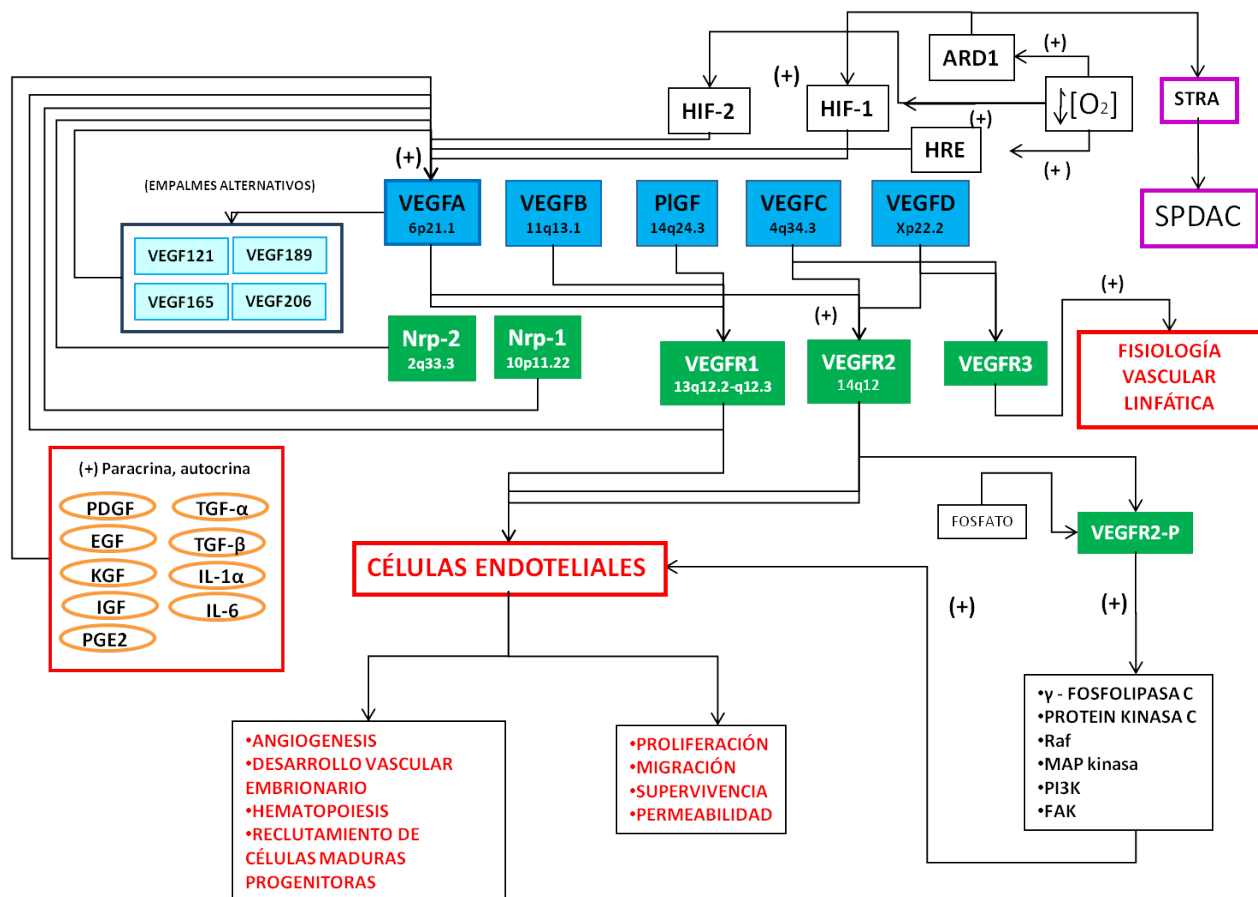 ARD1
(+)
(+)
HIF-2
HIF-1
[O2]
STRA
(+)
HRE
(+)
(+)
(EMPALMES ALTERNATIVOS)
VEGFA
6p21.1
VEGFB
11q13.1
PlGF
14q24.3
VEGFC
4q34.3
VEGFD
Xp22.2
SPDAC
VEGF121
VEGF189
VEGF165
VEGF206
(+)
(+)
Nrp-2
2q33.3
Nrp-1
10p11.22
VEGFR1
13q12.2-q12.3
VEGFR2
14q12
VEGFR3
FISIOLOGÍA
VASCULAR
LINFÁTICA
(+) Paracrina, autocrina
PDGF
TGF-α
EGF
TGF-β
KGF
IL-1α
IGF
IL-6
PGE2
FOSFATO
VEGFR2-P
CÉLULAS ENDOTELIALES
(+)
(+)
•γ - FOSFOLIPASA C
•PROTEIN KINASA C
•Raf
•MAP kinasa
•PI3K
•FAK
•ANGIOGENESIS
•DESARROLLO VASCULAR
EMBRIONARIO
•HEMATOPOIESIS
•RECLUTAMIENTO DE
CÉLULAS MADURAS
PROGENITORAS
•PROLIFERACIÓN
•MIGRACIÓN
•SUPERVIVENCIA
•PERMEABILIDAD